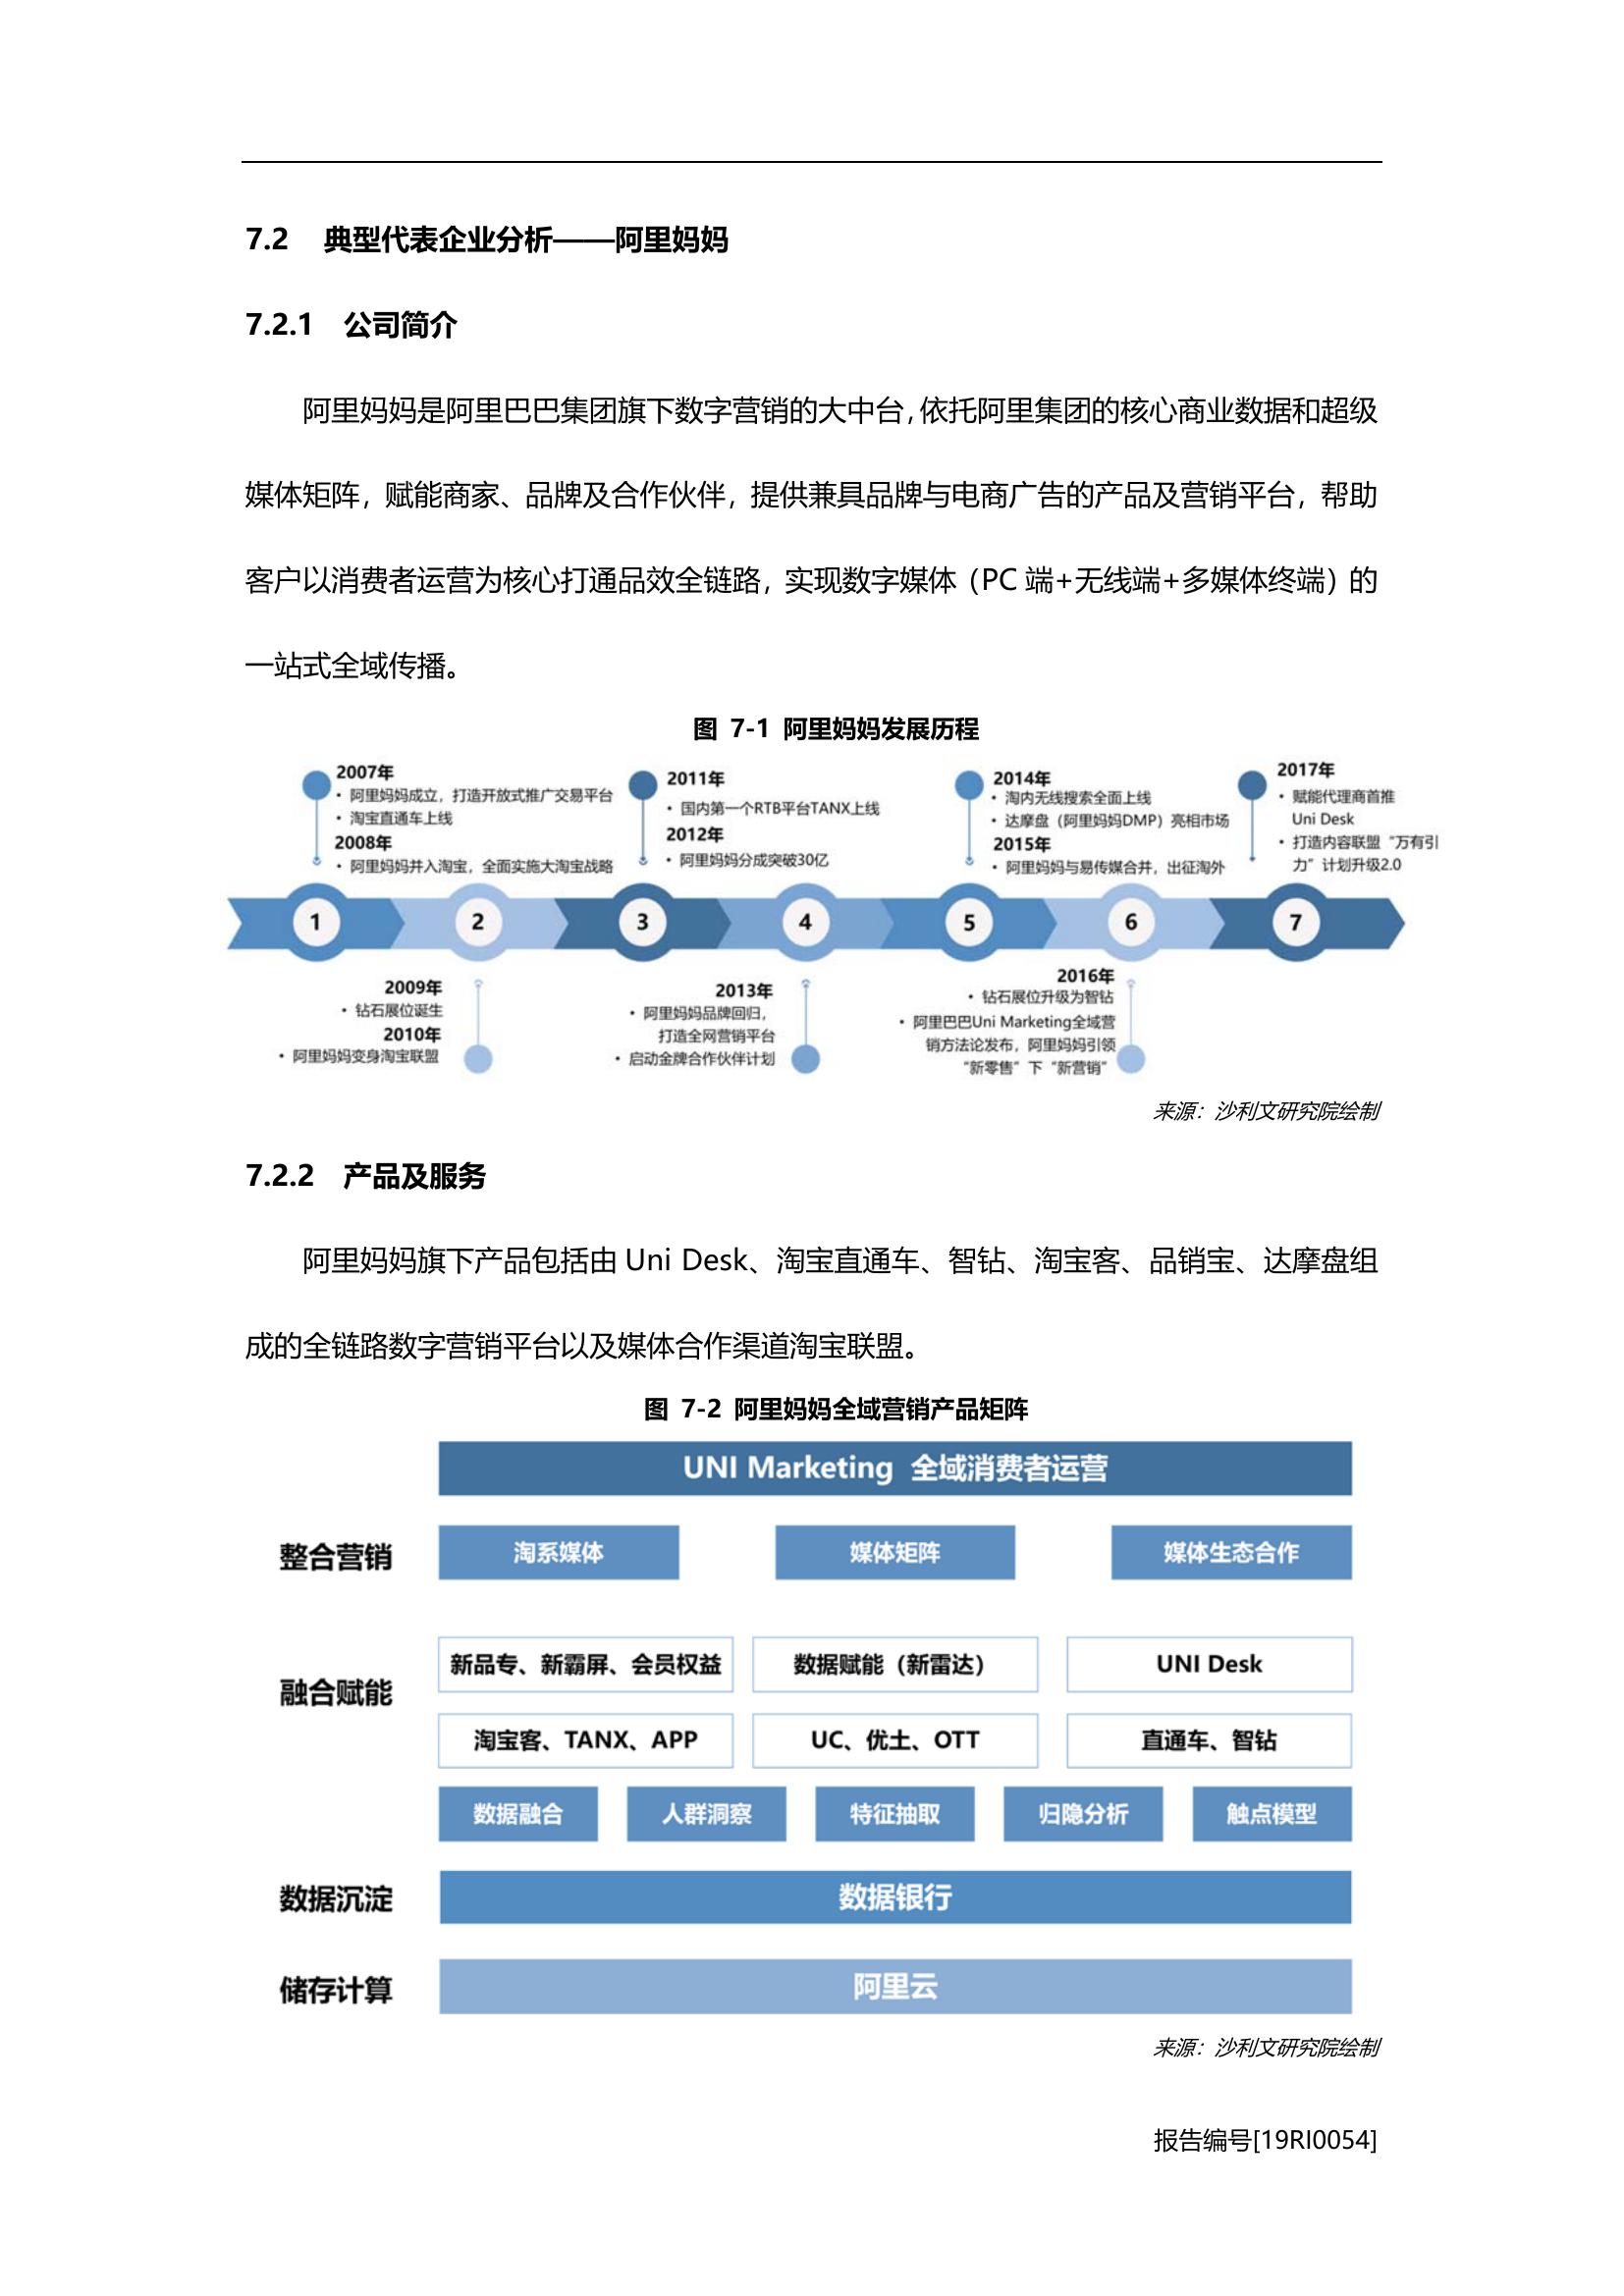 7.2 典型代表企业分析——阿里妈妈
7.2.1 公司简介
阿里妈妈是阿里巴巴集团旗下数字营销的大中台，依托阿里集团的核心商业数据和超级
媒体矩阵，赋能商家、品牌及合作伙伴，提供兼具品牌与电商广告的产品及营销平台，帮助
客户以消费者运营为核心打通品效全链路，实现数字媒体（PC 端+无线端+多媒体终端）的
一站式全域传播。
图 7-1 阿里妈妈发展历程
2007年
• 阿里妈妈成立，打造开放式推广交易平台
• 淘宝直通车上线
2008年
• 阿里妈妈并入淘宝，全面实施大淘宝战略
2011年
• 国内第一个RTB平台TANX上线
2012年
• 阿里妈妈分成突破30亿
2014年
• 淘内无线搜索全面上线
• 达摩盘（阿里妈妈DMP）亮相市场
2015年
• 阿里妈妈与易传媒合并，出征淘外
2017年
• 赋能代理商首推
Uni Desk
• 打造内容联盟“万有引
力”计划升级2.0
1 2 3 4 5 6 7
2009年
• 钻石展位诞生
2010年
• 阿里妈妈变身淘宝联盟
2013年
• 阿里妈妈品牌回归，
打造全网营销平台
• 启动金牌合作伙伴计划
2016年
• 钻石展位升级为智钻
• 阿里巴巴Uni Marketing全域营
销方法论发布，阿里妈妈引领
“新零售”下“新营销”
来源：沙利文研究院绘制
7.2.2 产品及服务
阿里妈妈旗下产品包括由 Uni Desk、淘宝直通车、智钻、淘宝客、品销宝、达摩盘组
成的全链路数字营销平台以及媒体合作渠道淘宝联盟。
图 7-2 阿里妈妈全域营销产品矩阵
UNI Marketing 全域消费者运营
整合营销 淘系媒体 媒体矩阵 媒体生态合作
融合赋能
新品专、新霸屏、会员权益 数据赋能（新雷达） UNI Desk
淘宝客、TANX、APP UC、优土、OTT 直通车、智钻
数据融合 人群洞察 特征抽取 归隐分析 触点模型
数据沉淀 数据银行
储存计算 阿里云
来源：沙利文研究院绘制
报告编号[19RI0054]